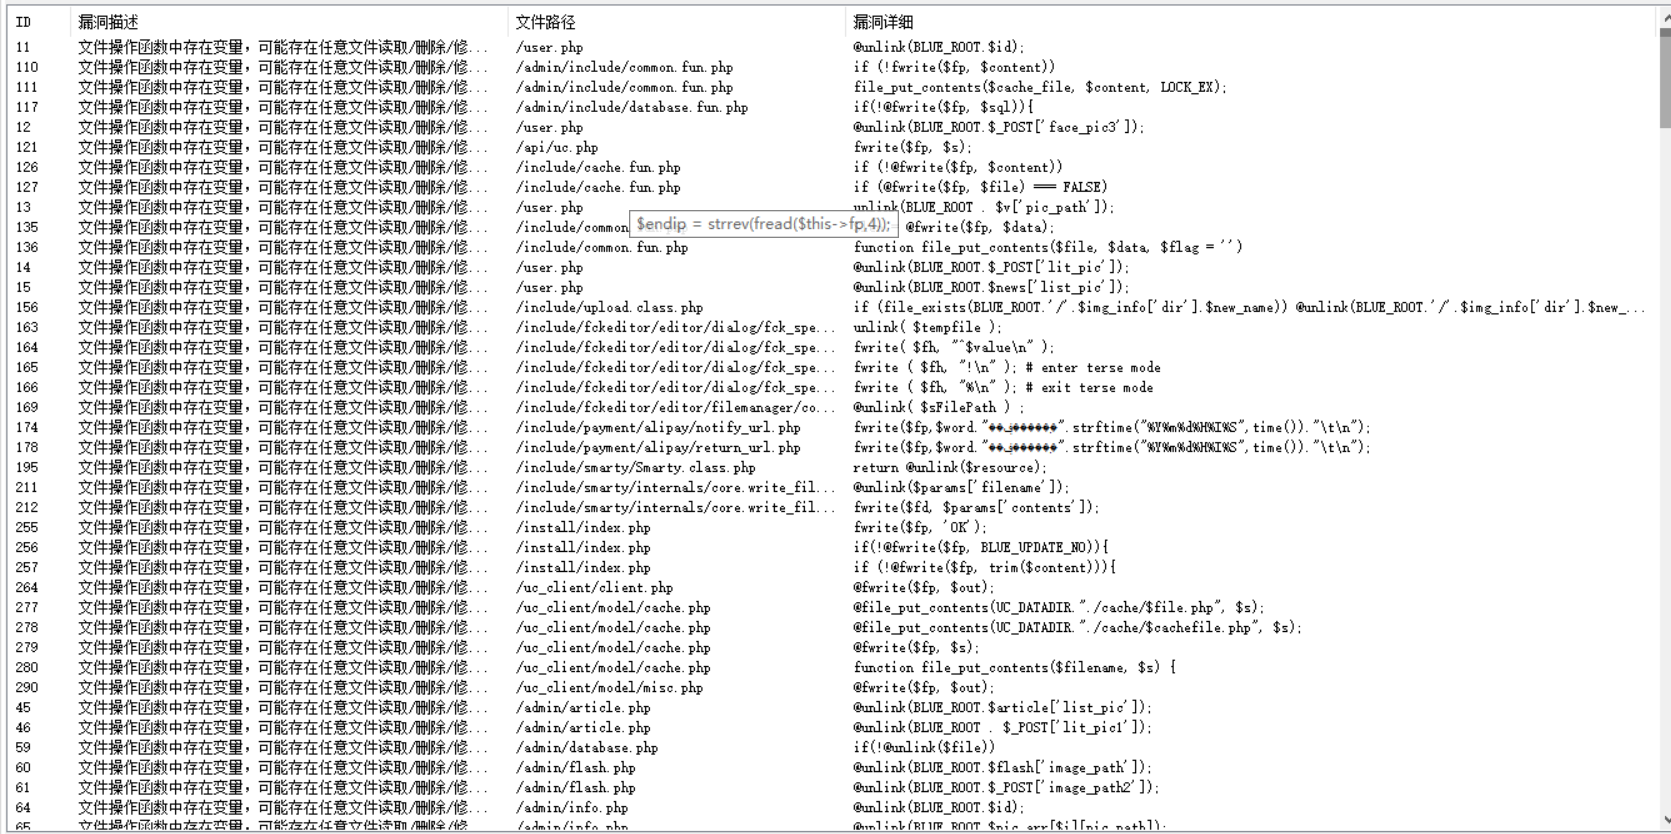 ID 漏洞描述 文件路径 漏洞详细
11 文件操作函数中存在变量，可能存在任意文件读取/删除/修... /user.php @unlink(BLUE_ROOT.$id);
110 文件操作函数中存在变量，可能存在任意文件读取/删除/修... /admin/include/common.fun.php if (!fwrite($fp, $content))
111 文件操作函数中存在变量，可能存在任意文件读取/删除/修... /admin/include/common.fun.php file_put_contents($cache_file, $content, LOCK_EX);
117 文件操作函数中存在变量，可能存在任意文件读取/删除/修... /admin/include/database.fun.php if(!@fwrite($fp, $sql)){
12 文件操作函数中存在变量，可能存在任意文件读取/删除/修... /user.php @unlink(BLUE_ROOT.$_POST['face_pic3']);
121 文件操作函数中存在变量，可能存在任意文件读取/删除/修... /api/uc.php fwrite($fp, $s);
126 文件操作函数中存在变量，可能存在任意文件读取/删除/修... /include/cache.fun.php if (!@fwrite($fp, $content))
127 文件操作函数中存在变量，可能存在任意文件读取/删除/修... /include/cache.fun.php if (@fwrite($fp, $file) === FALSE)
13 文件操作函数中存在变量，可能存在任意文件读取/删除/修... /user.php unlink(BLUE_ROOT . $v['pic_path']);
$endip = strrev(fread($this->fp,4));
135 文件操作函数中存在变量，可能存在任意文件读取/删除/修... /include/common @fwrite($fp, $data);
136 文件操作函数中存在变量，可能存在任意文件读取/删除/修... /include/common.fun.php function file_put_contents($file, $data, $flag = '')
14 文件操作函数中存在变量，可能存在任意文件读取/删除/修... /user.php @unlink(BLUE_ROOT.$_POST['lit_pic']);
15 文件操作函数中存在变量，可能存在任意文件读取/删除/修... /user.php @unlink(BLUE_ROOT.$news['list_pic']);
156 文件操作函数中存在变量，可能存在任意文件读取/删除/修... /include/upload.class.php if (file_exists(BLUE_ROOT.'/'.$img_info['dir'].$new_name)) @unlink(BLUE_ROOT.'/'.$img_info['dir'].$new_...
163 文件操作函数中存在变量，可能存在任意文件读取/删除/修... /include/fckeditor/editor/dialog/fck_spe... unlink( $tempfile );
164 文件操作函数中存在变量，可能存在任意文件读取/删除/修... /include/fckeditor/editor/dialog/fck_spe... fwrite( $fh, "^$value\n" );
165 文件操作函数中存在变量，可能存在任意文件读取/删除/修... /include/fckeditor/editor/dialog/fck_spe... fwrite ( $fh, "!\n" ); # enter terse mode
166 文件操作函数中存在变量，可能存在任意文件读取/删除/修... /include/fckeditor/editor/dialog/fck_spe... fwrite ( $fh, "%\n" ); # exit terse mode
169 文件操作函数中存在变量，可能存在任意文件读取/删除/修... /include/fckeditor/editor/filemanager/co... @unlink( $sFilePath ) ;
174 文件操作函数中存在变量，可能存在任意文件读取/删除/修... /include/payment/alipay/notify_url.php fwrite($fp,$word." ".strftime("%Y%m%d%H%I%S",time())."\t\n");
178 文件操作函数中存在变量，可能存在任意文件读取/删除/修... /include/payment/alipay/return_url.php fwrite($fp,$word." ".strftime("%Y%m%d%H%I%S",time())."\t\n");
195 文件操作函数中存在变量，可能存在任意文件读取/删除/修... /include/smarty/Smarty.class.php return @unlink($resource);
211 文件操作函数中存在变量，可能存在任意文件读取/删除/修... /include/smarty/internals/core.write_fil... @unlink($params['filename']);
212 文件操作函数中存在变量，可能存在任意文件读取/删除/修... /include/smarty/internals/core.write_fil... fwrite($fd, $params['contents']);
255 文件操作函数中存在变量，可能存在任意文件读取/删除/修... /install/index.php fwrite($fp, 'OK');
256 文件操作函数中存在变量，可能存在任意文件读取/删除/修... /install/index.php if(!@fwrite($fp, BLUE_UPDATE_NO)){
257 文件操作函数中存在变量，可能存在任意文件读取/删除/修... /install/index.php if (!@fwrite($fp, trim($content))){
264 文件操作函数中存在变量，可能存在任意文件读取/删除/修... /uc_client/client.php @fwrite($fp, $out);
277 文件操作函数中存在变量，可能存在任意文件读取/删除/修... /uc_client/model/cache.php @file_put_contents(UC_DATADIR."./cache/$file.php", $s);
278 文件操作函数中存在变量，可能存在任意文件读取/删除/修... /uc_client/model/cache.php @file_put_contents(UC_DATADIR."./cache/$cachefile.php", $s);
279 文件操作函数中存在变量，可能存在任意文件读取/删除/修... /uc_client/model/cache.php @fwrite($fp, $s);
280 文件操作函数中存在变量，可能存在任意文件读取/删除/修... /uc_client/model/cache.php function file_put_contents($filename, $s) {
290 文件操作函数中存在变量，可能存在任意文件读取/删除/修... /uc_client/model/misc.php @fwrite($fp, $out);
45 文件操作函数中存在变量，可能存在任意文件读取/删除/修... /admin/article.php @unlink(BLUE_ROOT.$article['list_pic']);
46 文件操作函数中存在变量，可能存在任意文件读取/删除/修... /admin/article.php @unlink(BLUE_ROOT . $_POST['lit_pic1']);
59 文件操作函数中存在变量，可能存在任意文件读取/删除/修... /admin/database.php if(!@unlink($file))
60 文件操作函数中存在变量，可能存在任意文件读取/删除/修... /admin/flash.php @unlink(BLUE_ROOT.$flash['image_path']);
61 文件操作函数中存在变量，可能存在任意文件读取/删除/修... /admin/flash.php @unlink(BLUE_ROOT.$_POST['image_path2']);
64 文件操作函数中存在变量，可能存在任意文件读取/删除/修... /admin/info.php @unlink(BLUE_ROOT.$id);
65 文件操作函数中存在变量，可能存在任意文件读取/删除/修... /admin/info.php @unlink(BLUE_ROOT.$pic_arr[$i][pic_path]);